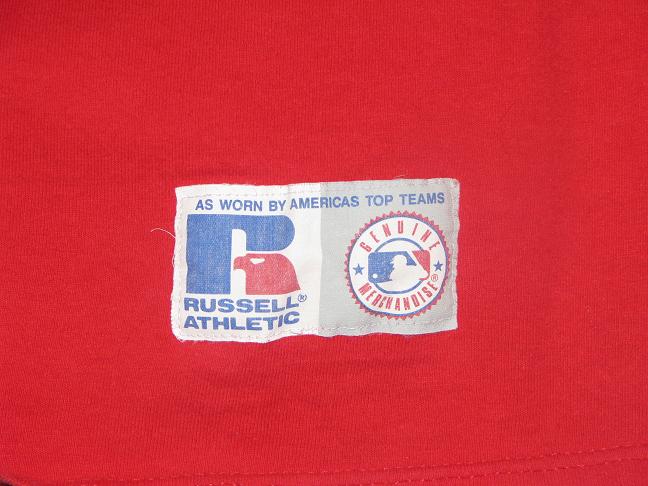 AS WORN BY AMERICAS TOP TEAMS
R
RUSSELL®
ATHLETIC
GENUINE
MERCHANDISE®